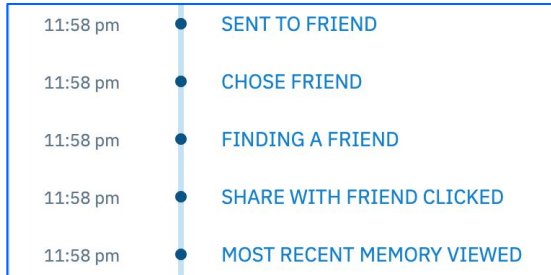 11:58 pm SENT TO FRIEND
11:58 pm CHOSE FRIEND
11:58 pm FINDING A FRIEND
11:58 pm SHARE WITH FRIEND CLICKED
11:58 pm MOST RECENT MEMORY VIEWED